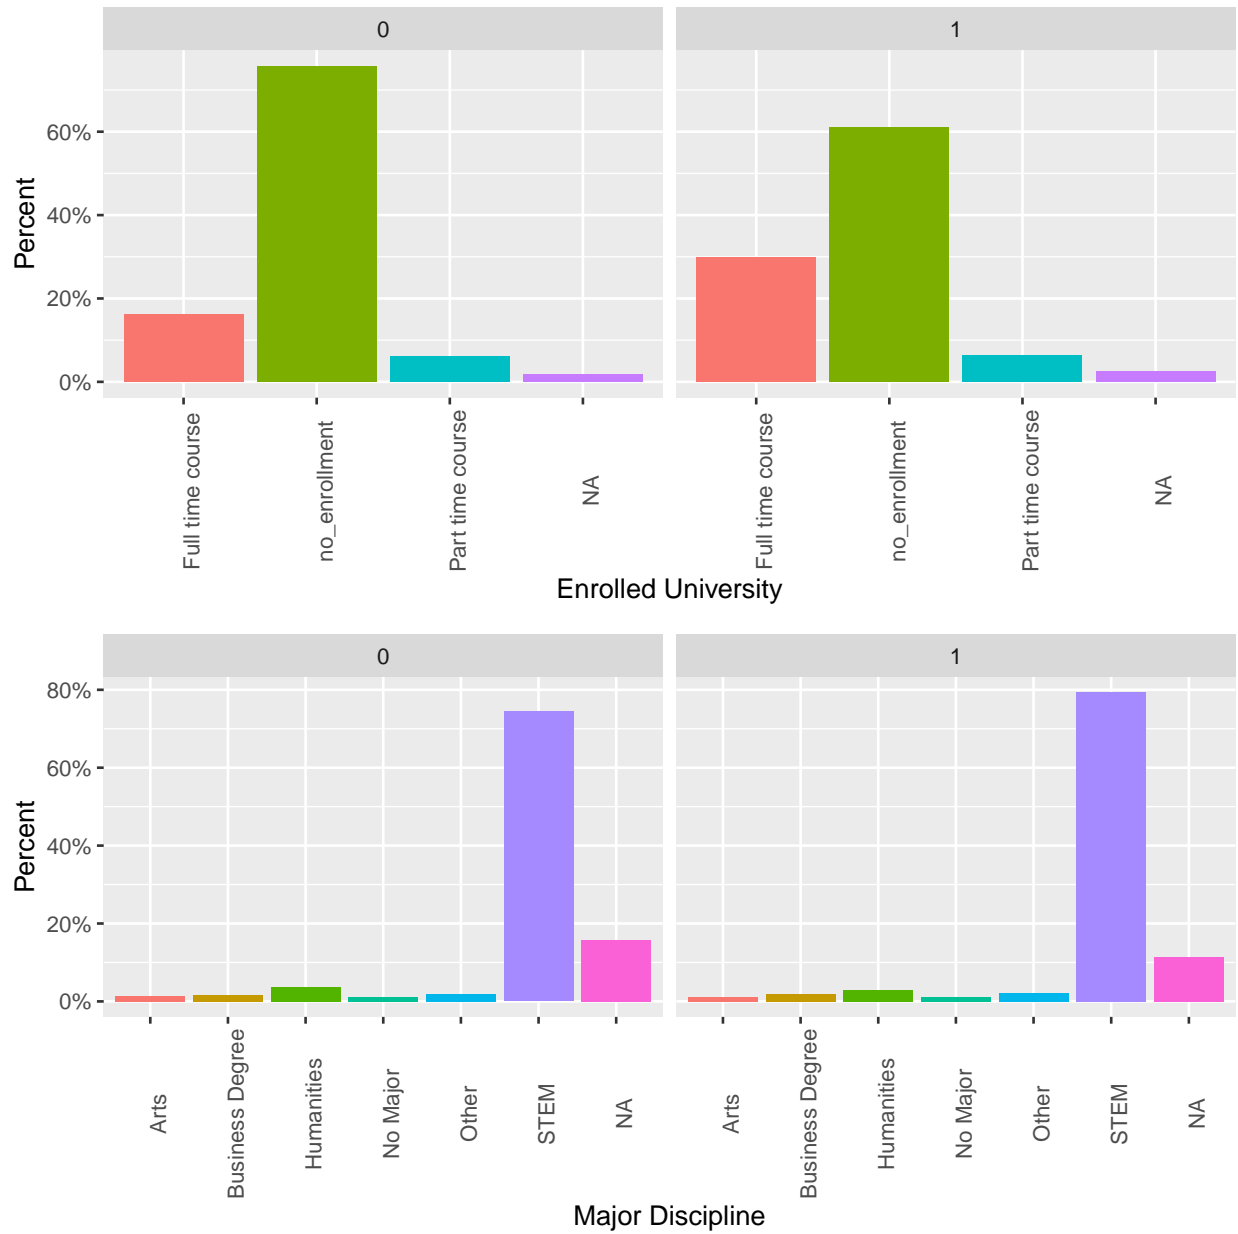 0 1
60%
40%
20%
0%
Percent
Full time course no_enrollment Part time course NA Full time course no_enrollment Part time course NA
Enrolled University
0 1
80%
60%
40%
20%
0%
Percent
Arts Business Degree Humanities No Major Other STEM NA Arts Business Degree Humanities No Major Other STEM NA
Major Discipline